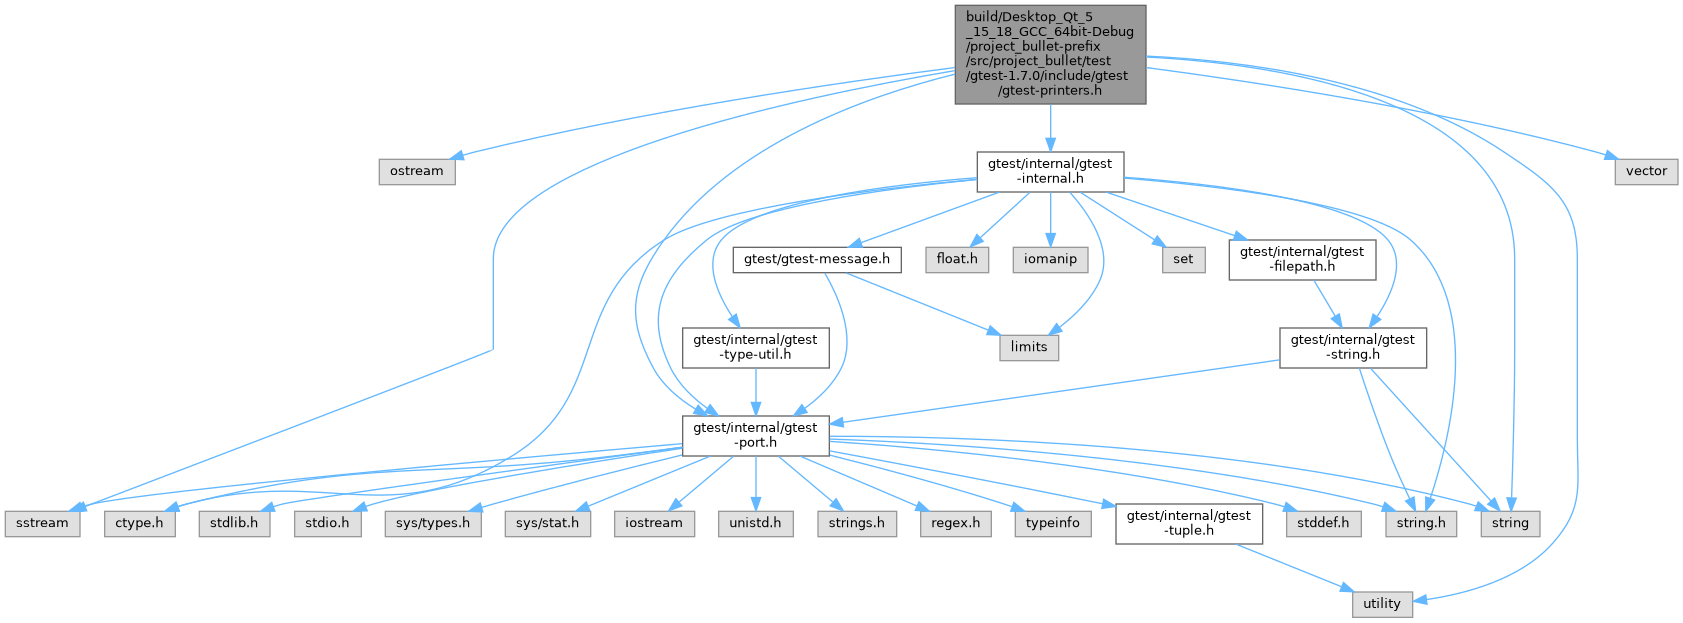 build/Desktop_Qt_5
_15_18_GCC_64bit-Debug
/project_bullet-prefix
/src/project_bullet/test
/gtest-1.7.0/include/gtest
/gtest-printers.h
ostream
gtest/internal/gtest
-internal.h
vector
gtest/gtest-message.h
float.h
iomanip
set
gtest/internal/gtest
-filepath.h
gtest/internal/gtest
-type-util.h
limits
gtest/internal/gtest
-string.h
gtest/internal/gtest
-port.h
sstream
ctype.h
stdlib.h
stdio.h
sys/types.h
sys/stat.h
iostream
unistd.h
strings.h
regex.h
typeinfo
gtest/internal/gtest
-tuple.h
stddef.h
string.h
string
utility